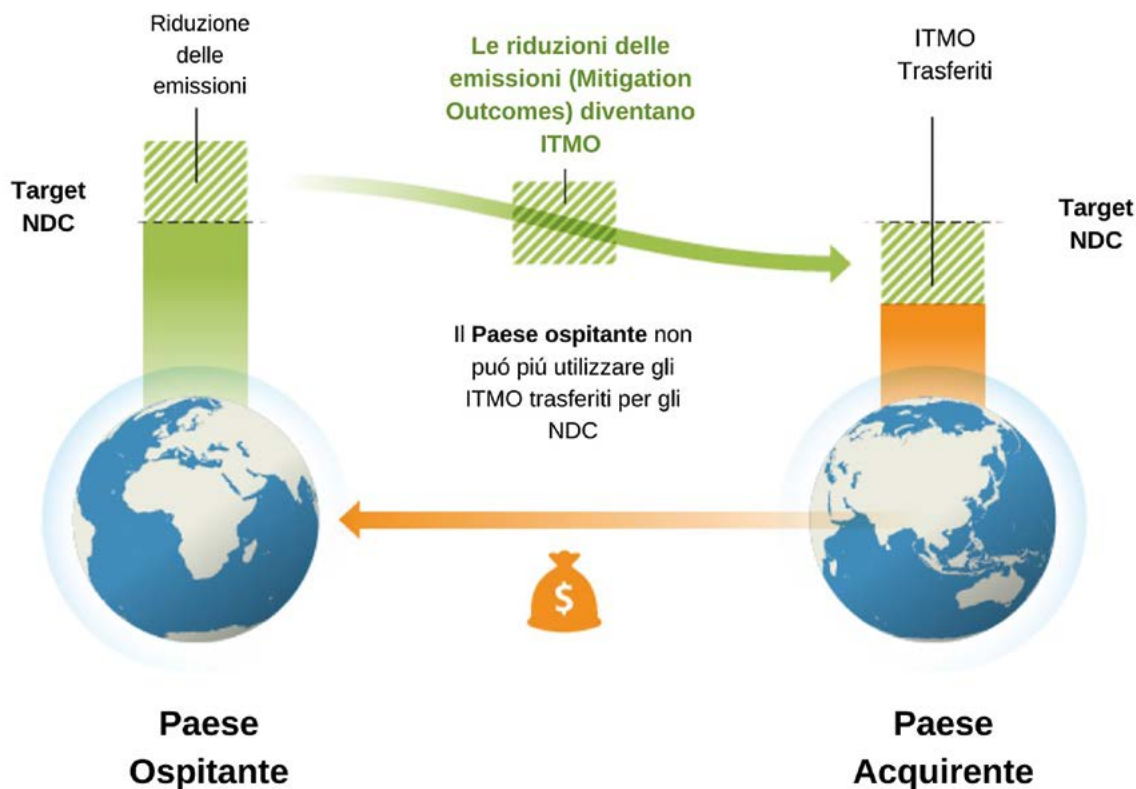 Riduzione
delle
emissioni
Le riduzioni delle
emissioni (Mitigation
Outcomes) diventano
ITMO
ITMO
Trasferiti
Target
NDC
Target
NDC
Il Paese ospitante non
puó piú utilizzare gli
ITMO trasferiti per gli
NDC
$
Paese
Ospitante
Paese
Acquirente